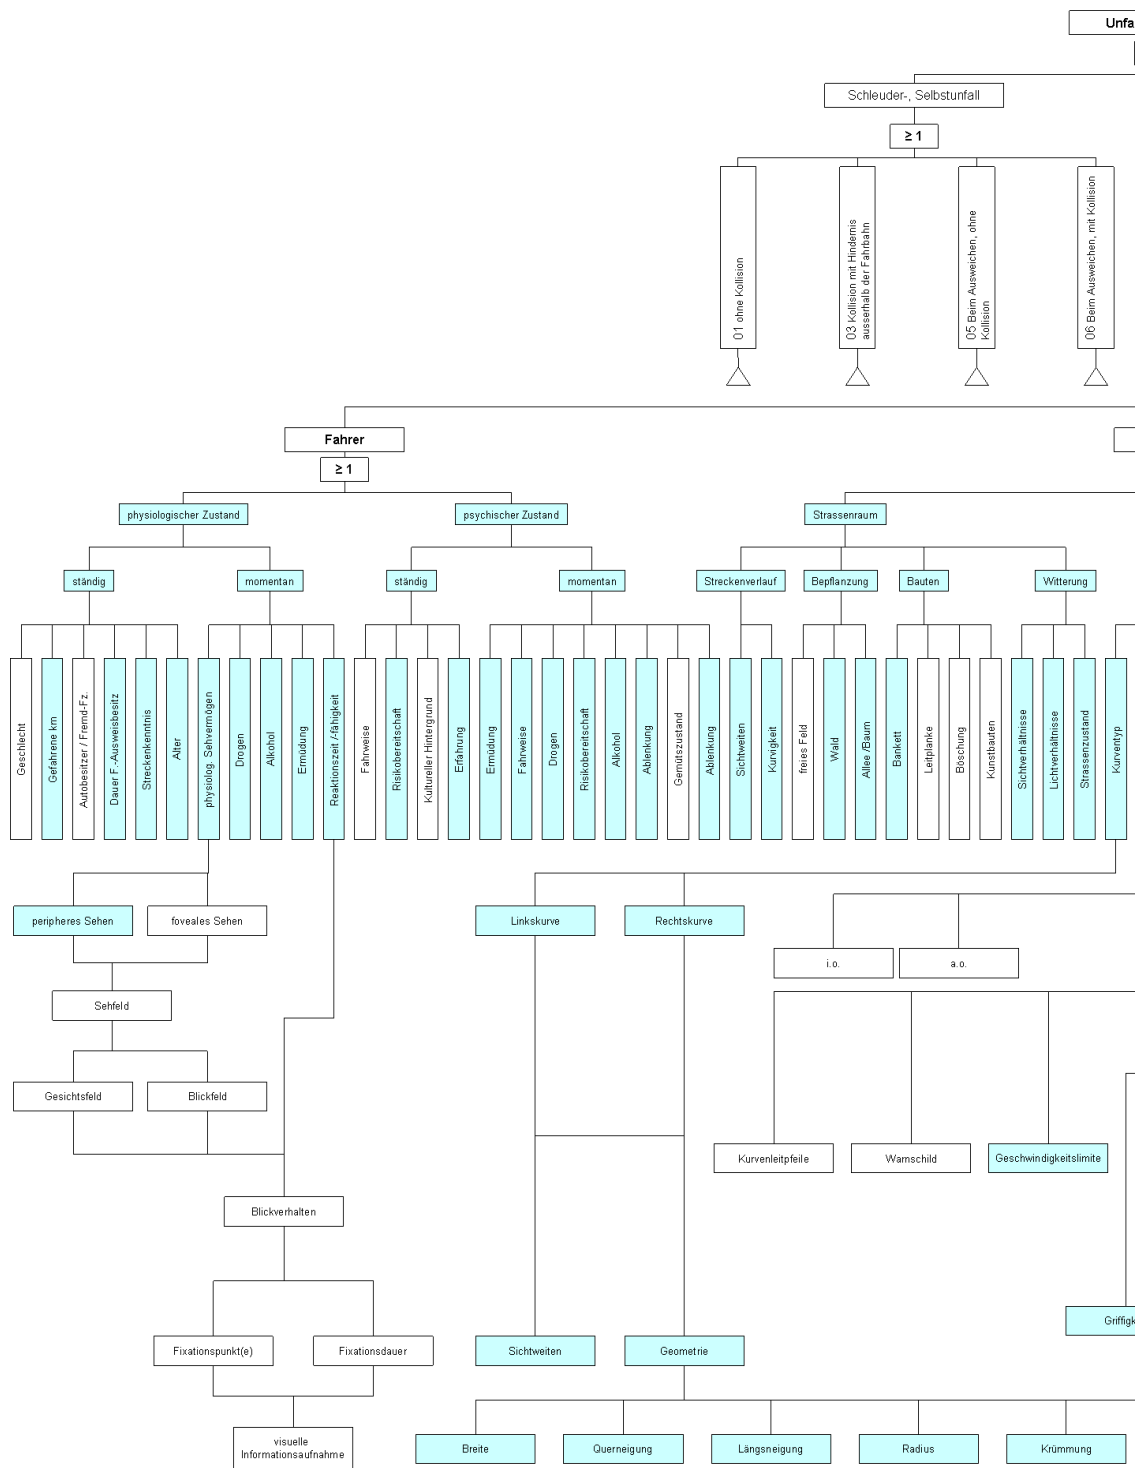 Unfa
Schleuder-, Selbstunfall
≥ 1
01 ohne Kollision
03 Kollision mit Hindernis
ausserhalb der Fahrbahn
05 Beim Ausweichen, ohne
Kollision
06 Beim Ausweichen, mit Kollision
Fahrer
≥ 1
physiologischer Zustand
psychischer Zustand
Strassenraum
ständig
momentan
ständig
momentan
Streckenverlauf
Bepflanzung
Bauten
Witterung
Geschlecht
Gefahrene km
Autobesitzer / Fremd-Fz.
Dauer F.-Ausweisbesitz
Streckenkenntnis
Alter
physiolog. Sehvermögen
Drogen
Alkohol
Ermüdung
Reaktionszeit /-fähigkeit
Fahrweise
Risikobereitschaft
Kultureller Hintergrund
Erfahrung
Ermüdung
Fahrweise
Drogen
Risikobereitschaft
Alkohol
Ablenkung
Gemütszustand
Ablenkung
Sichtweiten
Kurvigkeit
freies Feld
Wald
Allee /Baum
Bankett
Leitplanke
Böschung
Kunstbauten
Sichtverhältnisse
Lichtverhältnisse
Strassenzustand
Kurventyp
peripheres Sehen
foveales Sehen
Linkskurve
Rechtskurve
i.o.
a.o.
Sehfeld
Gesichtsfeld
Blickfeld
Kurvenleitpfeile
Warnschild
Geschwindigkeitslimite
Blickverhalten
Griffigk
Fixationspunkt(e)
Fixationsdauer
Sichtweiten
Geometrie
visuelle
Informationsaufnahme
Breite
Querneigung
Längsneigung
Radius
Krümmung